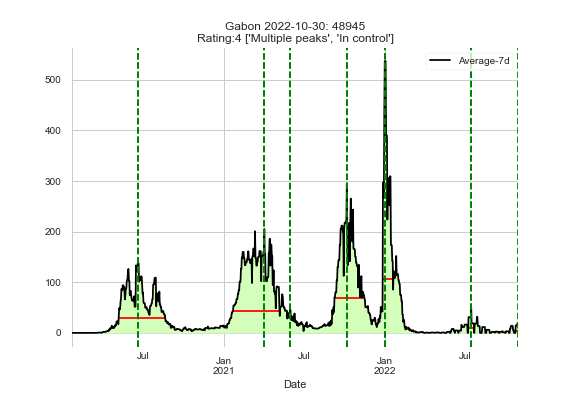 Gabon 2022-10-30: 48945
Rating:4 ['Multiple peaks', 'In control']
Average-7d
500
400
300
200
100
0
Jul
Jan
2021
Jul
Jan
2022
Jul
Date